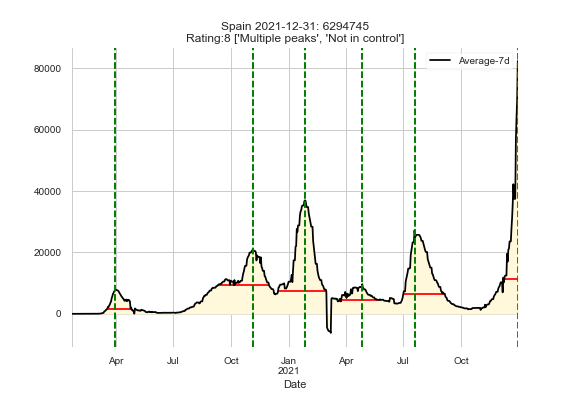 Spain 2021-12-31: 6294745
Rating:8 ['Multiple peaks', 'Not in control']
Average-7d
80000
60000
40000
20000
0
Apr Jul Oct Jan Apr Jul Oct
2021
Date